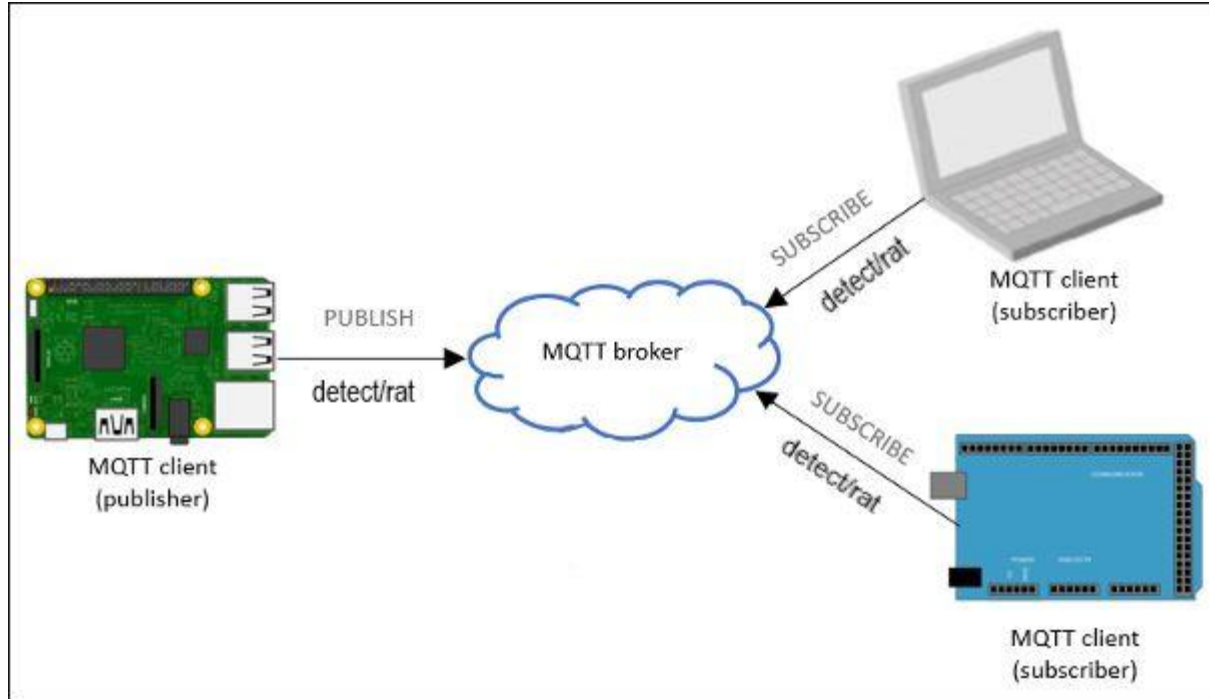 SUBSCRIBE
detect/rat
MQTT client
(subscriber)
PUBLISH
detect/rat
MQTT broker
MQTT client
(publisher)
SUBSCRIBE
detect/rat
MQTT client
(subscriber)